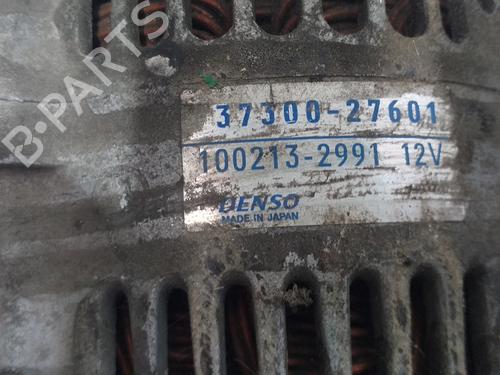 B-PARTS
37300-27601
100213-2991 12V
DENSO
MADE IN JAPAN